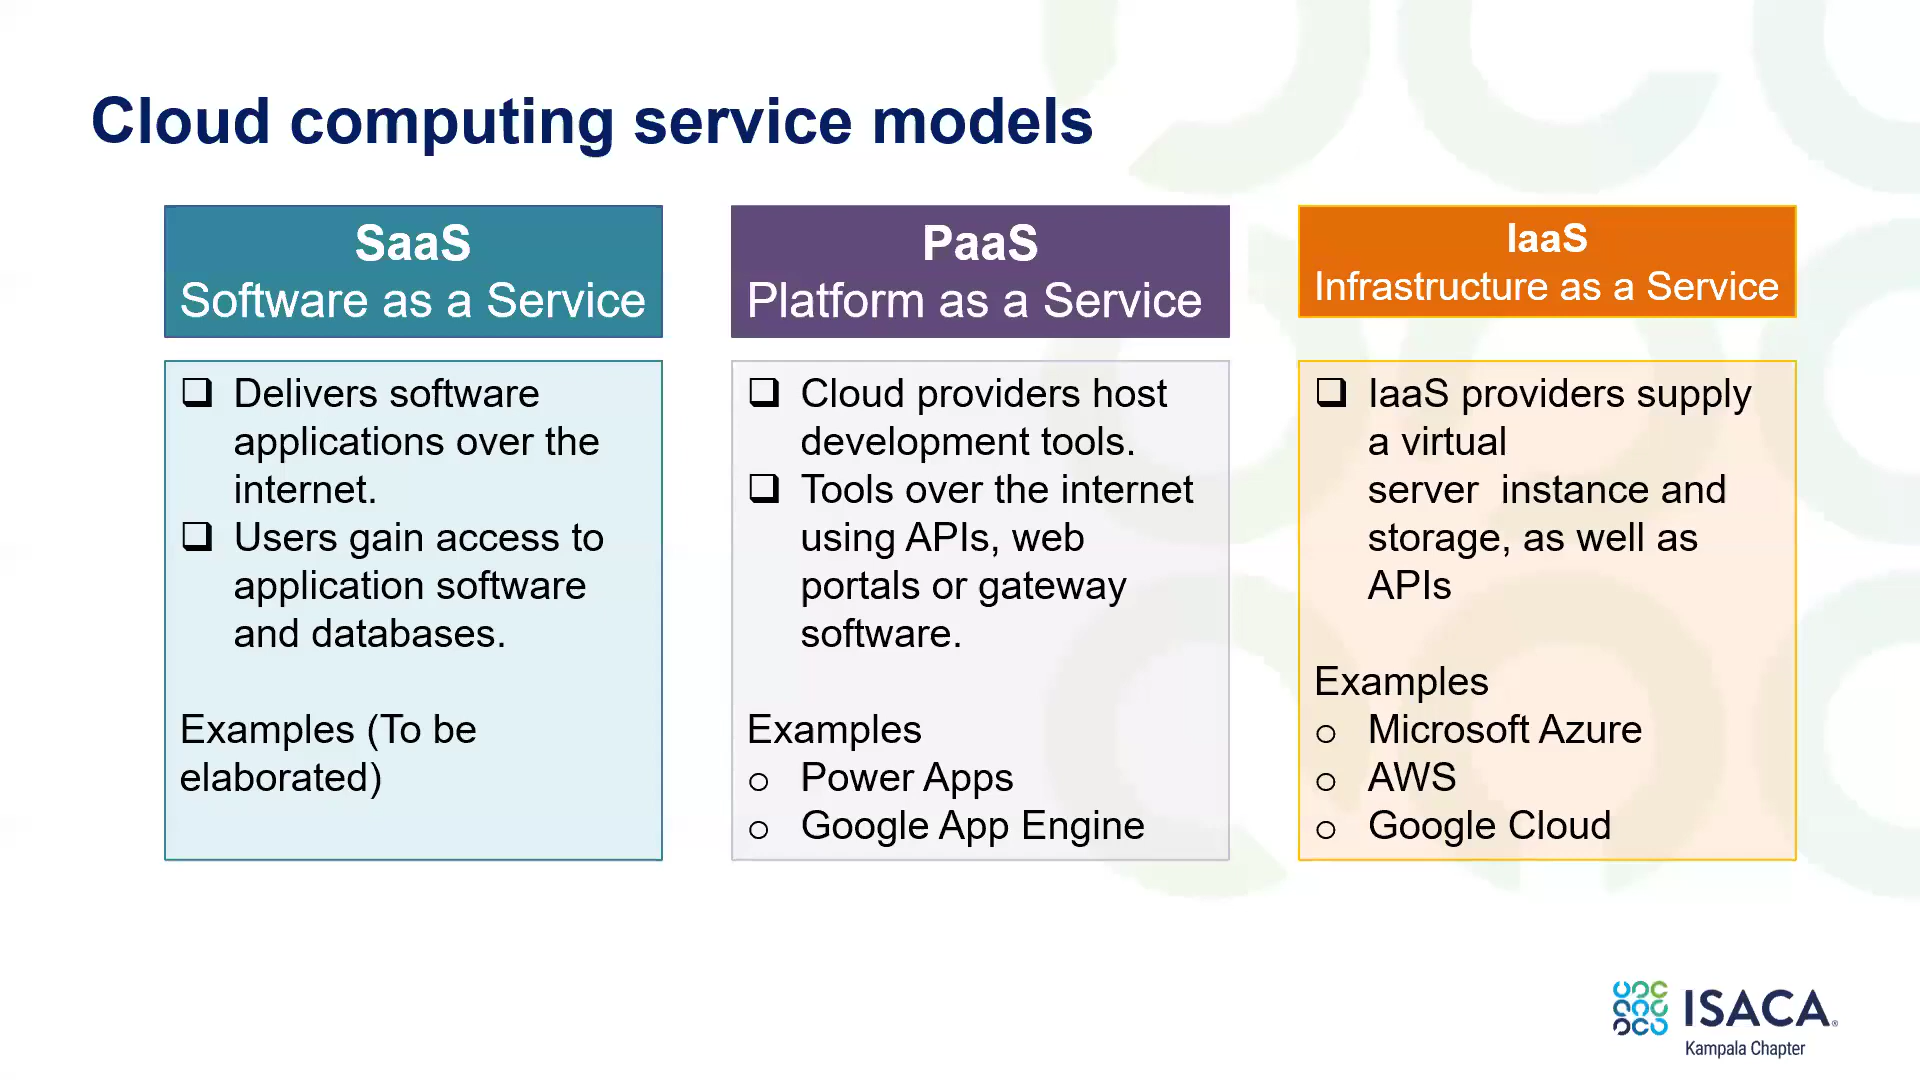 Cloud computing service models
SaaS
Software as a Service
Delivers software
applications over the
internet.
Users gain access to
application software
and databases.
Examples (To be
elaborated)
PaaS
Platform as a Service
Cloud providers host
development tools.
Tools over the internet
using APIs, web
portals or gateway
software.
Examples
Power Apps
Google App Engine
IaaS
Infrastructure as a Service
IaaS providers supply
a virtual
server  instance and
storage, as well as
APIs
Examples
Microsoft Azure
AWS
Google Cloud
ISACA®
Kampala Chapter